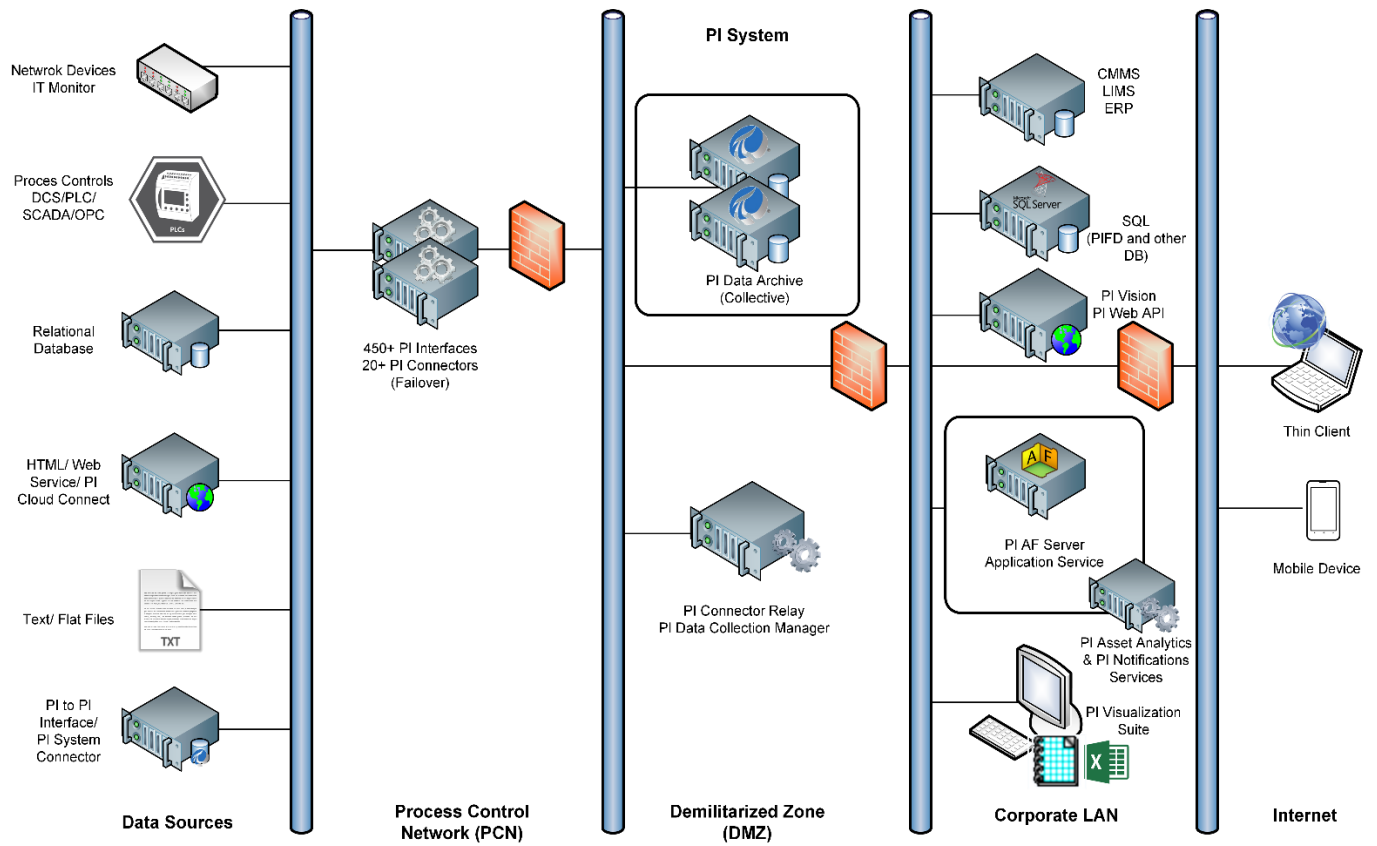 PI System
Netwrok Devices
IT Monitor
Proces Controls
DCS/PLC/
SCADA/OPC
PLCs
Relational
Database
HTML/ Web
Service/ PI
Cloud Connect
Text/ Flat Files
TXT
PI to PI
Interface/
PI System
Connector
Data Sources
450+ PI Interfaces
20+ PI Connectors
(Failover)
Process Control
Network (PCN)
PI Data Archive
(Collective)
PI Connector Relay
PI Data Collection Manager
Demilitarized Zone
(DMZ)
CMMS
LIMS
ERP
Microsoft
SQL Server
SQL
(PIFD and other
DB)
PI Vision
PI Web API
A F
PI AF Server
Application Service
PI Asset Analytics
& PI Notifications
Services
PI Visualization
Suite
X
Corporate LAN
Thin Client
Mobile Device
Internet